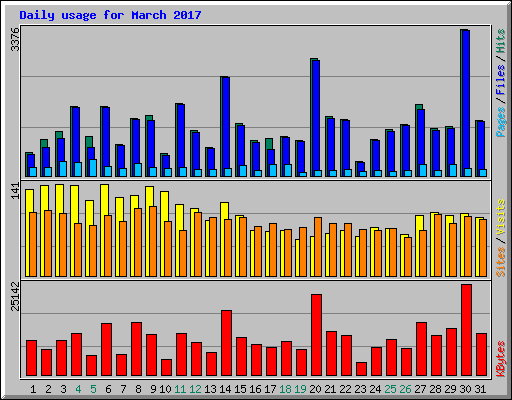 Daily usage for March 2017
3376
Pages / Files / Hits
141
Sites / Visits
25142
KBytes
1 2 3 4 5 6 7 8 9 10 11 12 13 14 15 16 17 18 19 20 21 22 23 24 25 26 27 28 29 30 31